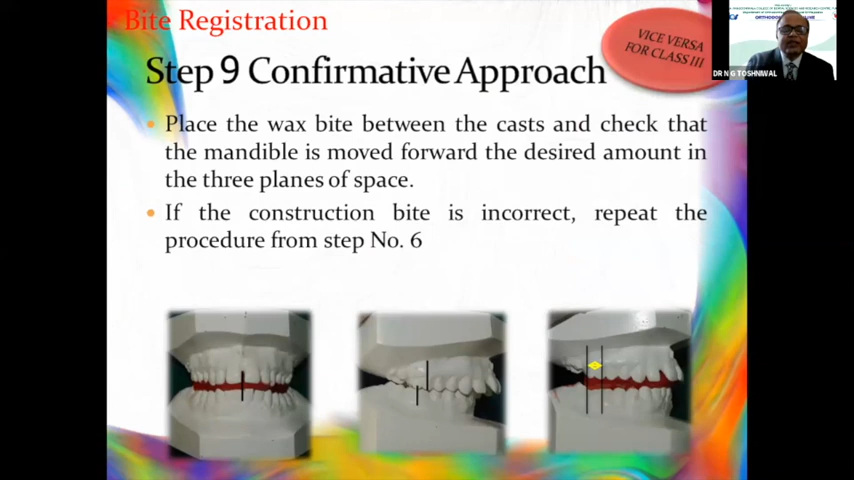 Bite Registration
Step 9 Confirmative Approach
VICE VERSA
FOR CLASS III
• Place the wax bite between the casts and check that
the mandible is moved forward the desired amount in
the three planes of space.
• If the construction bite is incorrect, repeat the
procedure from step No. 6
DR N G TOSHNIWAL